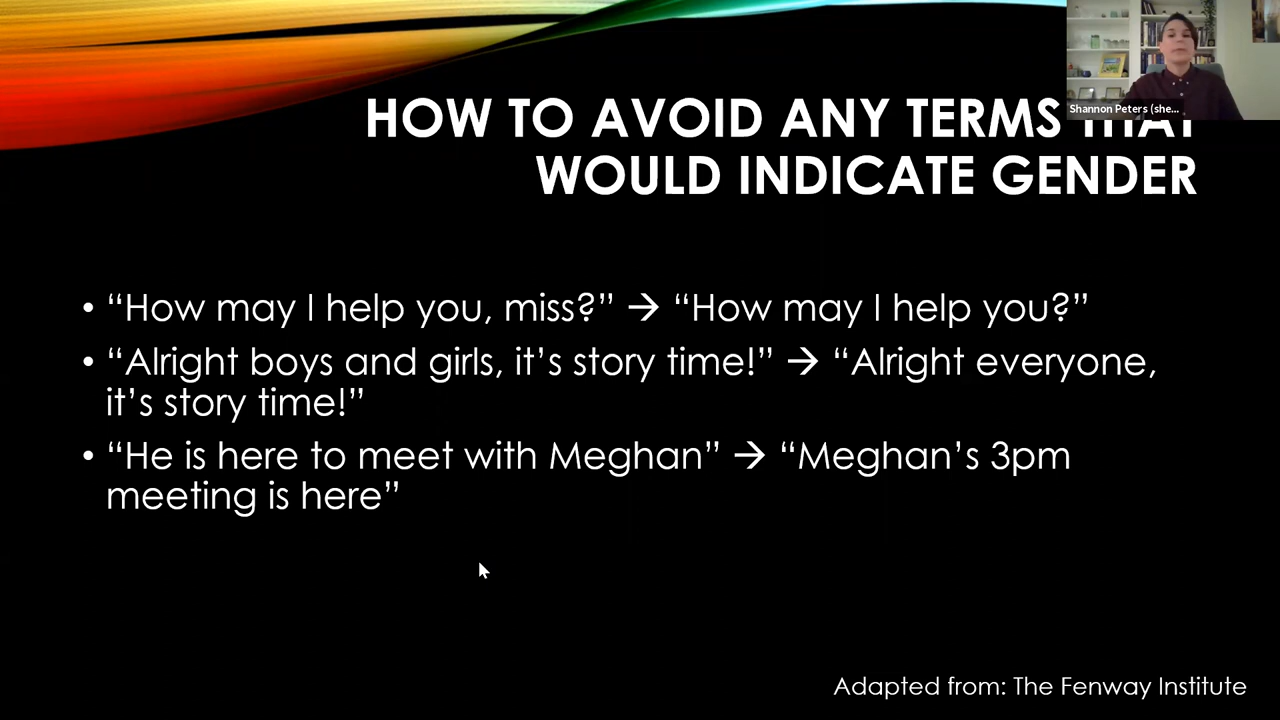 Shannon Peters (she...
HOW TO AVOID ANY TERMS THAT
WOULD INDICATE GENDER
• “How may I help you, miss?” → “How may I help you?”
• “Alright boys and girls, it’s story time!” → “Alright everyone,
it’s story time!”
• “He is here to meet with Meghan” → “Meghan’s 3pm
meeting is here”
Adapted from: The Fenway Institute